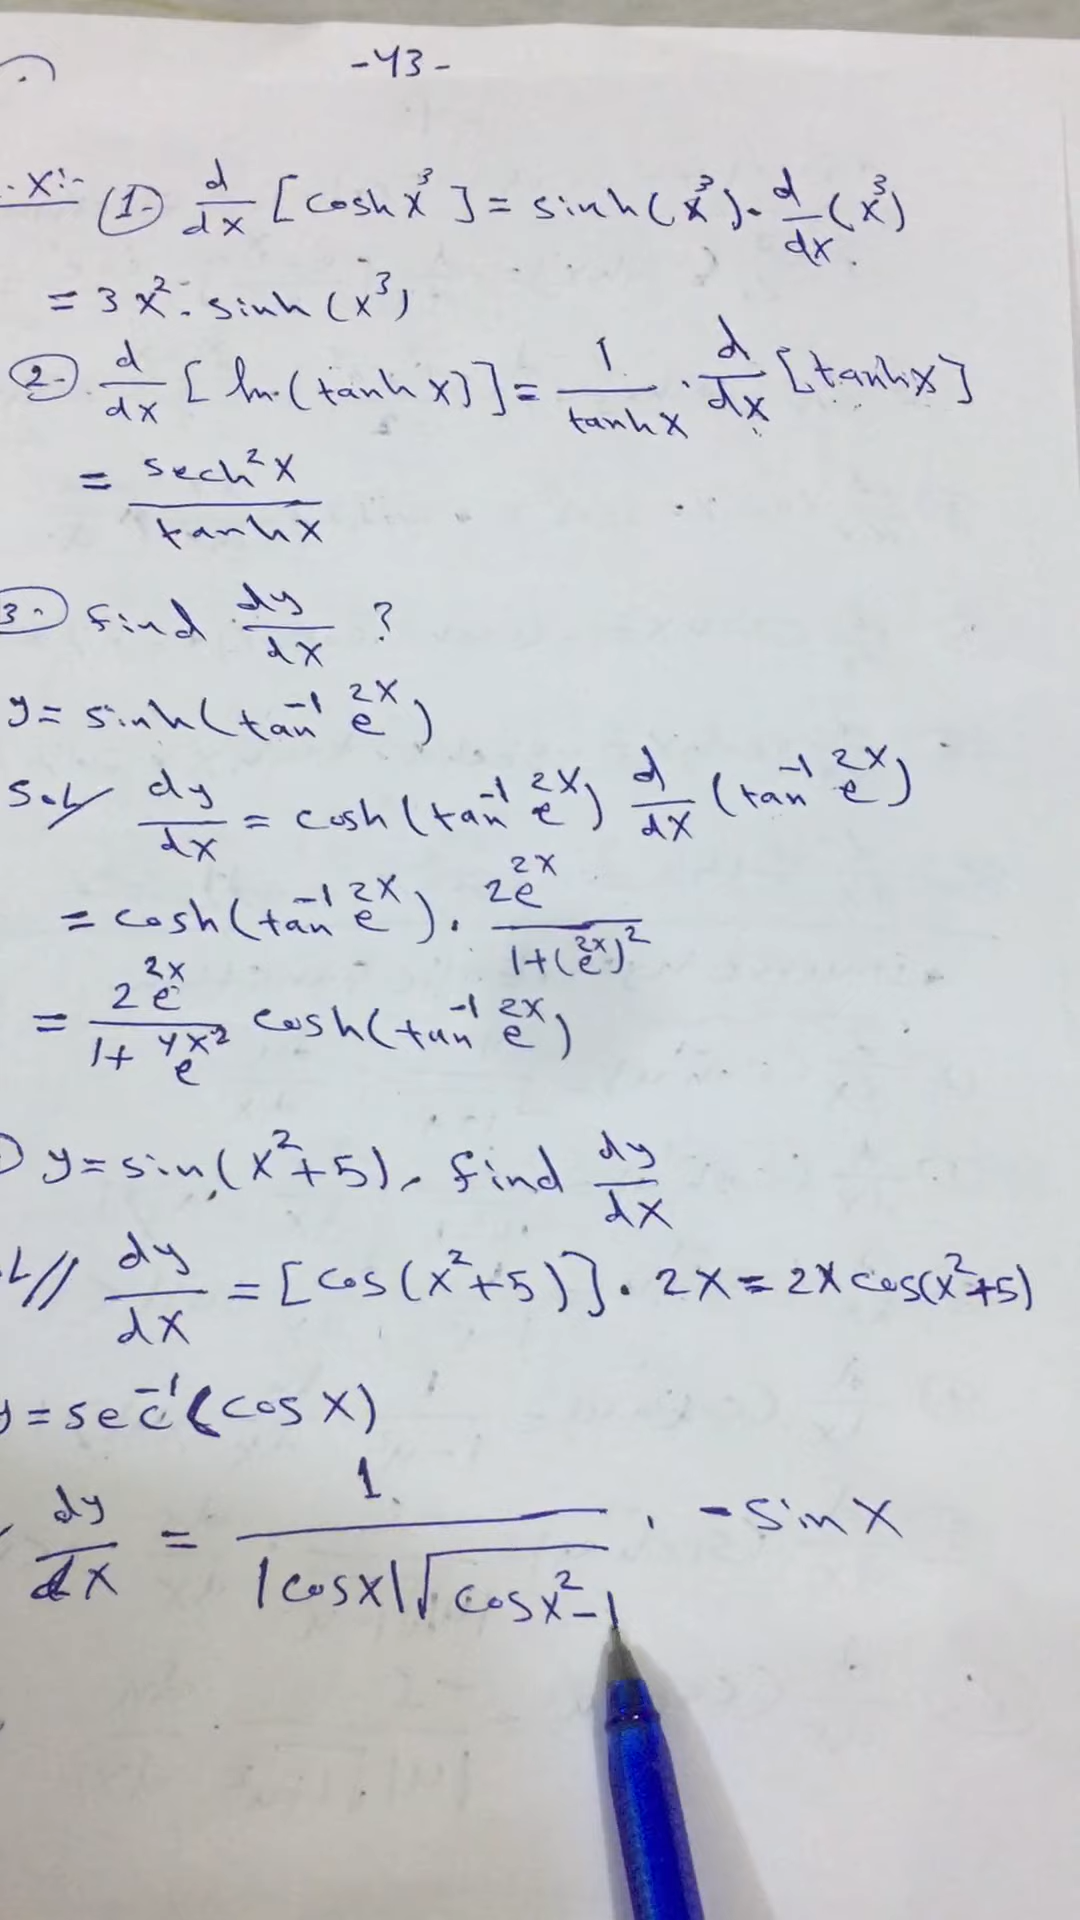 -43-
x:- (1.) d/dx [cosh x³] = sinh(x³) . d/dx (x³)
= 3x² . sinh(x³)
(2.) d/dx [ln(tanh x)] = 1/tanh x . d/dx [tanh x]
= sech² x / tanh x
3. find dy/dx ?
y = sinh(tan⁻¹ e^2x)
Sol/ dy/dx = cosh(tan⁻¹ e^2x) d/dx (tan⁻¹ e^2x)
= cosh(tan⁻¹ e^2x) . 2e^2x / 1+(e^2x)²
= 2e^2x / 1+e^4x² cosh(tan⁻¹ e^2x)
y = sin(x²+5), find dy/dx
L// dy/dx = [cos(x²+5)] . 2x = 2x cos(x²+5)
y = sec⁻¹(cos x)
dy/dx = 1 / |cos x| √cos x²-1 . -sin x